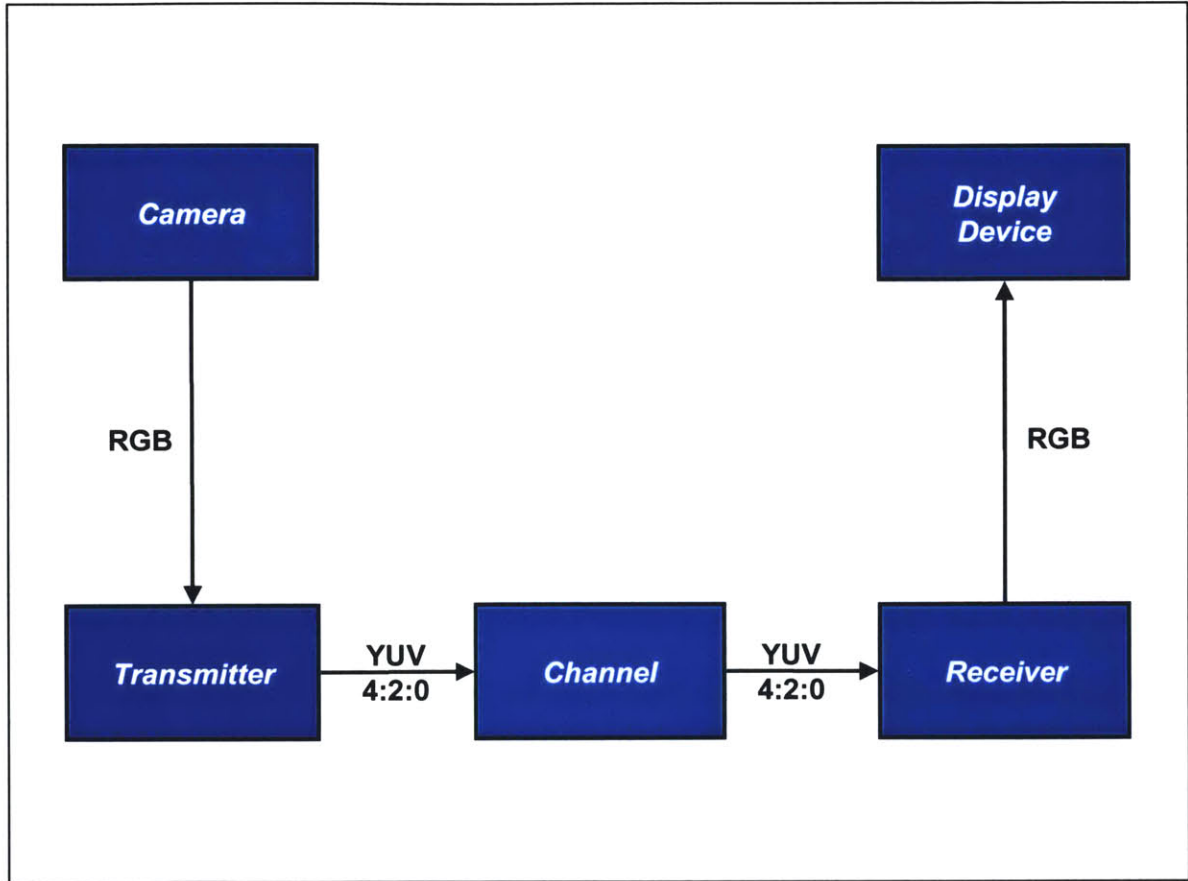 Camera
Display
Device
RGB
RGB
Transmitter
YUV
4:2:0
Channel
YUV
4:2:0
Receiver